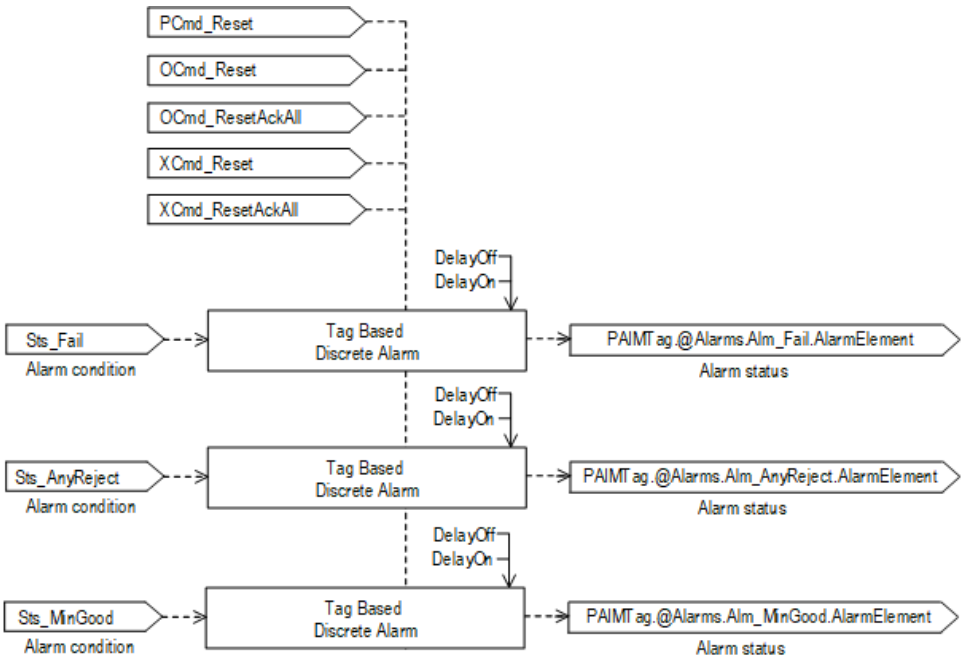 PCmd_Reset
OCmd_Reset
OCmd_ResetAckAll
XCmd_Reset
XCmd_ResetAckAll
DelayOff
DelayOn
Sts_Fail
Alarm condition
Tag Based
Discrete Alarm
PAIMTag.@Alarms.Alm_Fail.AlarmElement
Alarm status
DelayOff
DelayOn
Sts_AnyReject
Alarm condition
Tag Based
Discrete Alarm
PAIMTag.@Alarms.Alm_AnyReject.AlarmElement
Alarm status
DelayOff
DelayOn
Sts_MinGood
Alarm condition
Tag Based
Discrete Alarm
PAIMTag.@Alarms.Alm_MinGood.AlarmElement
Alarm status